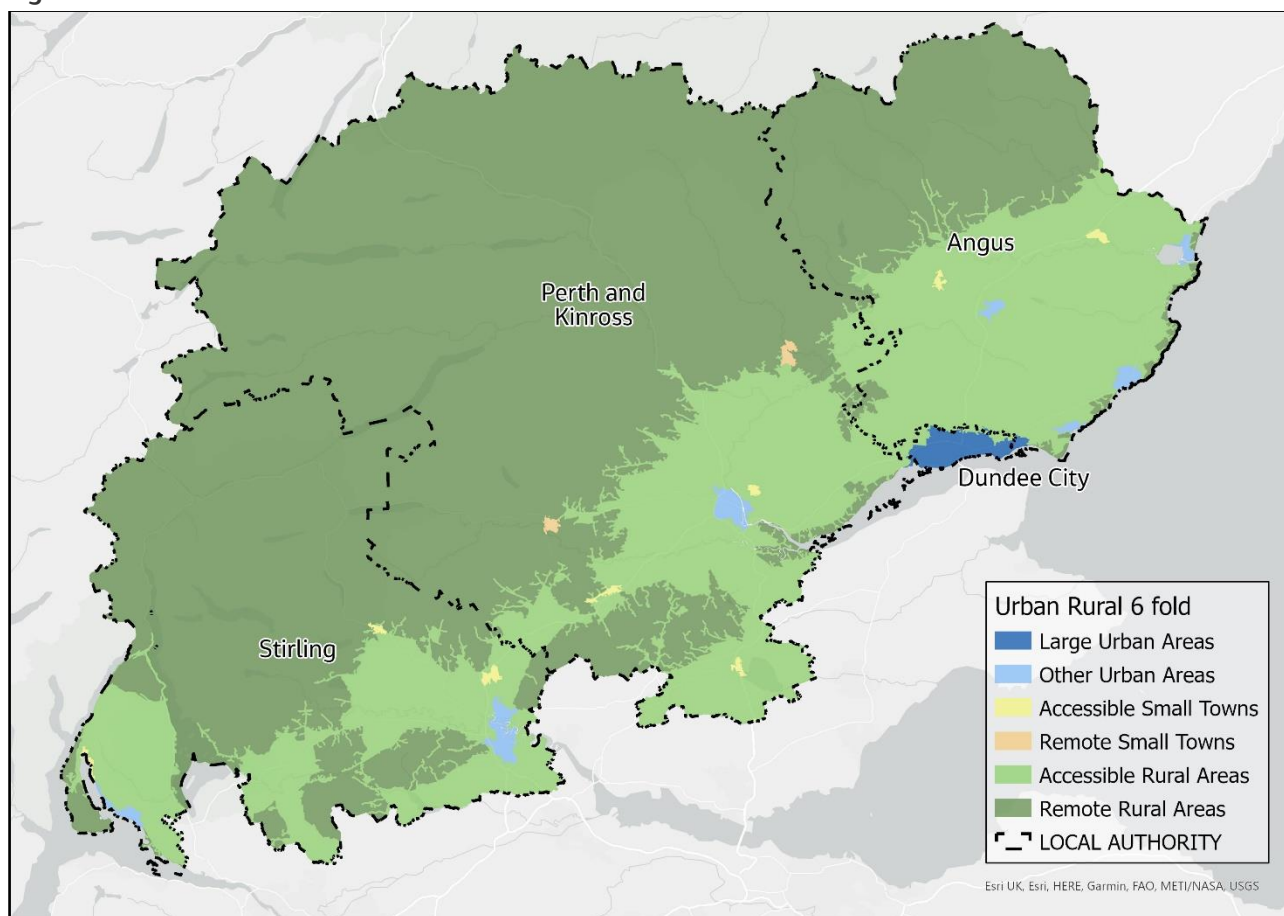 Angus
Perth and
Kinross
Dundee City
Stirling
Urban Rural 6 fold
Large Urban Areas
Other Urban Areas
Accessible Small Towns
Remote Small Towns
Accessible Rural Areas
Remote Rural Areas
LOCAL AUTHORITY
Esri UK, Esri, HERE, Garmin, FAO, METI/NASA, USGS